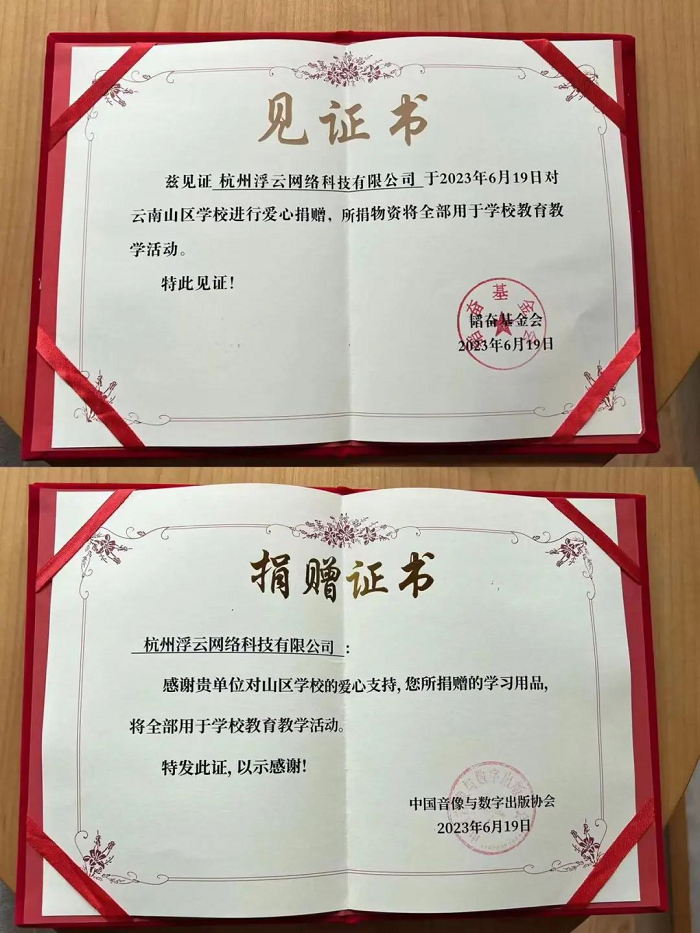 见证书
兹见证 杭州浮云网络科技有限公司 于2023年6月19日对
云南山区学校进行爱心捐赠，所捐物资将全部用于学校教育教
学活动。
特此见证！
韬奋基金会
韬奋基金会
2023年6月19日
捐赠证书
杭州浮云网络科技有限公司：
感谢贵单位对山区学校的爱心支持，您所捐赠的学习用品，
将全部用于学校教育教学活动。
特发此证，以示感谢！
中国音像与数字出版协会
2023年6月19日